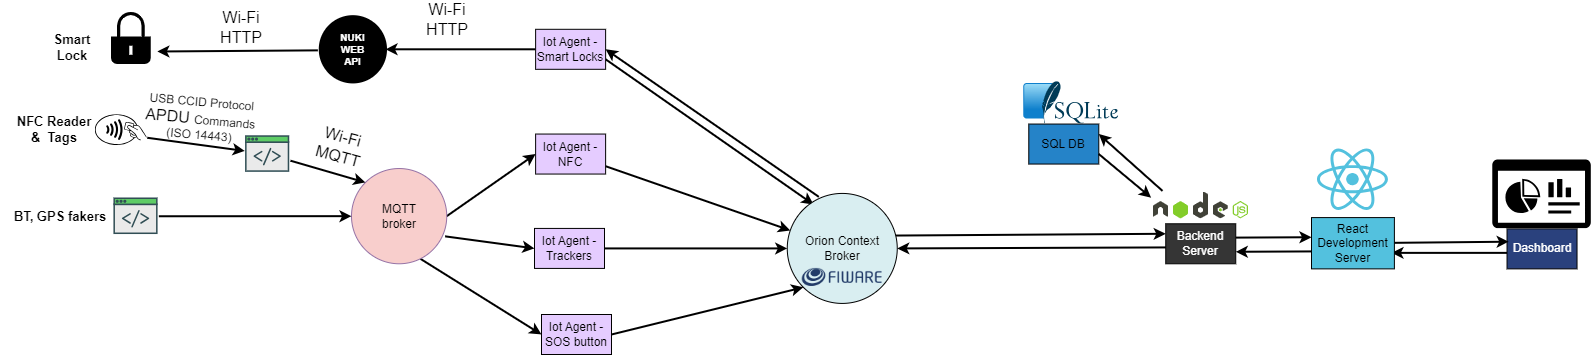 Smart
Lock
Wi-Fi
HTTP
NUKI
WEB
API
Wi-Fi
HTTP
Iot Agent -
Smart Locks
NFC Reader
& Tags
USB CCID Protocol
APDU Commands
(ISO 14443)
</>
Wi-Fi
MQTT
BT, GPS fakers
</>
MQTT
broker
Iot Agent -
NFC
Iot Agent -
Trackers
Iot Agent -
SOS button
Orion Context
Broker
FIWARE
SQLite
SQL DB
node
JS
Backend
Server
React
Development
Server
Dashboard